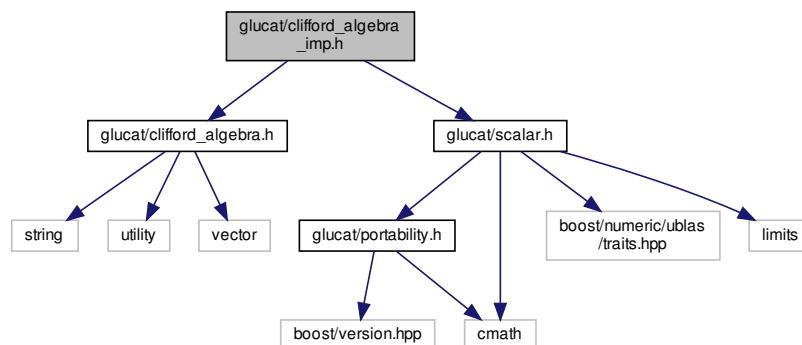 glucat/clifford_algebra
_imp.h
glucat/clifford_algebra.h
glucat/scalar.h
string
utility
vector
glucat/portability.h
boost/numeric/ublas
/traits.hpp
limits
boost/version.hpp
cmath